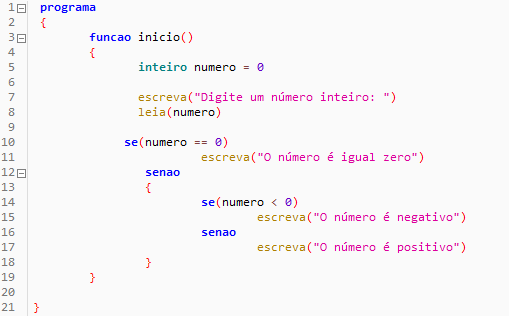 1 programa
2 {
3 funcao inicio()
4 {
5 inteiro numero = 0
6
7 escreva("Digite um número inteiro: ")
8 leia(numero)
9
10 se(numero == 0)
11 escreva("O número é igual zero")
12 senao
13 {
14 se(numero < 0)
15 escreva("O número é negativo")
16 senao
17 escreva("O número é positivo")
18 }
19 }
20
21 }